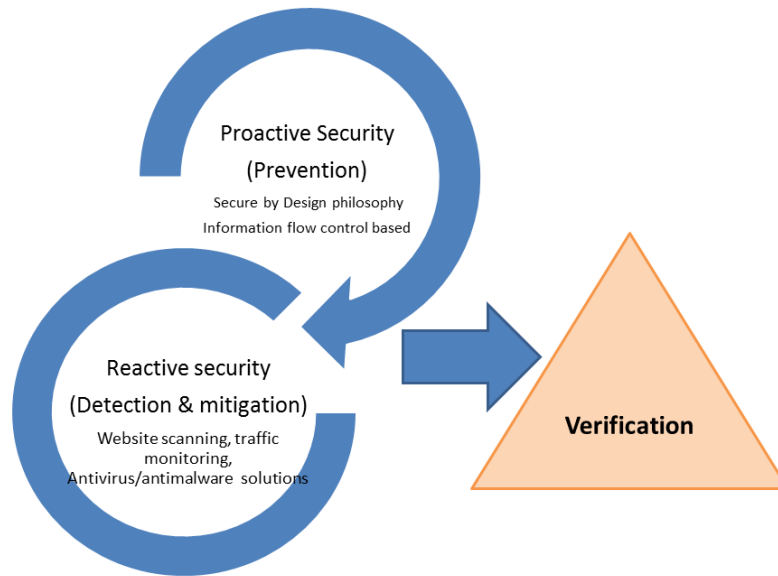 Proactive Security
(Prevention)
Secure by Design philosophy
Information flow control based
Reactive security
(Detection & mitigation)
Website scanning, traffic
monitoring,
Antivirus/antimalware solutions
Verification